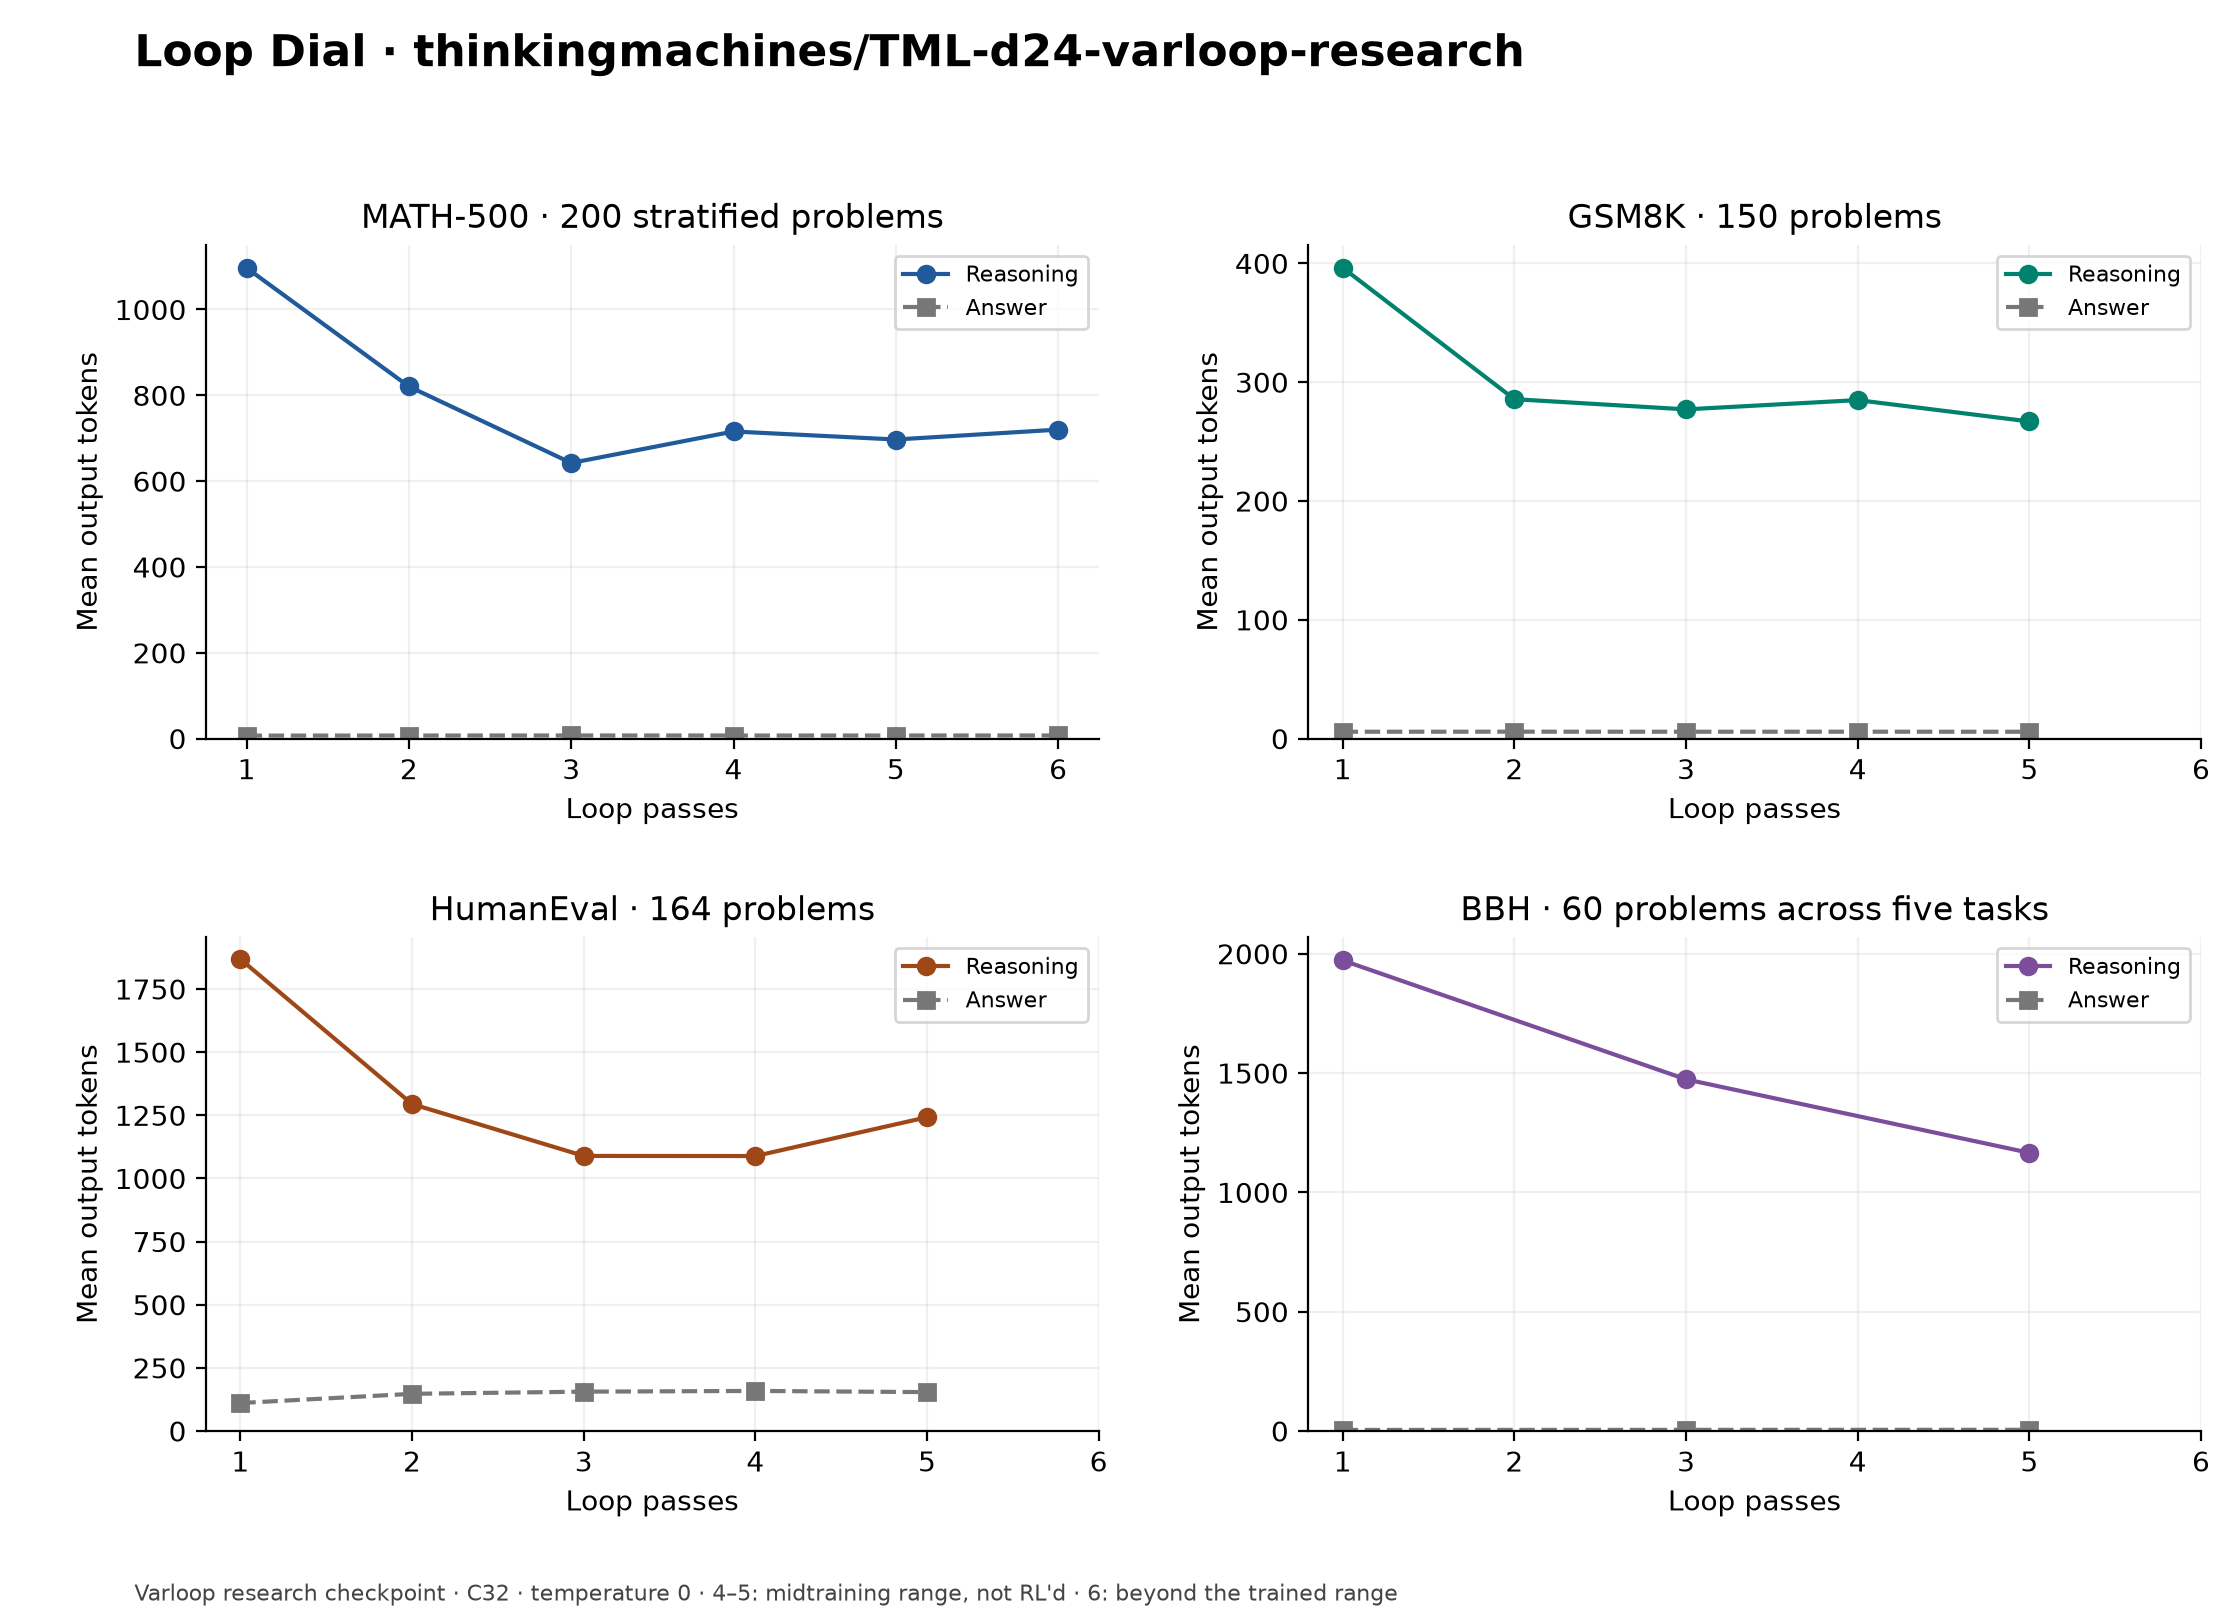 Loop Dial · thinkingmachines/TML-d24-varloop-research
MATH-500 · 200 stratified problems
Mean output tokens
1000
800
600
400
200
0
1 2 3 4 5 6
Loop passes
Reasoning
Answer
GSM8K · 150 problems
Mean output tokens
400
300
200
100
0
1 2 3 4 5 6
Loop passes
Reasoning
Answer
HumanEval · 164 problems
Mean output tokens
1750
1500
1250
1000
750
500
250
0
1 2 3 4 5 6
Loop passes
Reasoning
Answer
BBH · 60 problems across five tasks
Mean output tokens
2000
1500
1000
500
0
1 2 3 4 5 6
Loop passes
Reasoning
Answer
Varloop research checkpoint · C32 · temperature 0 · 4–5: midtraining range, not RL'd · 6: beyond the trained range